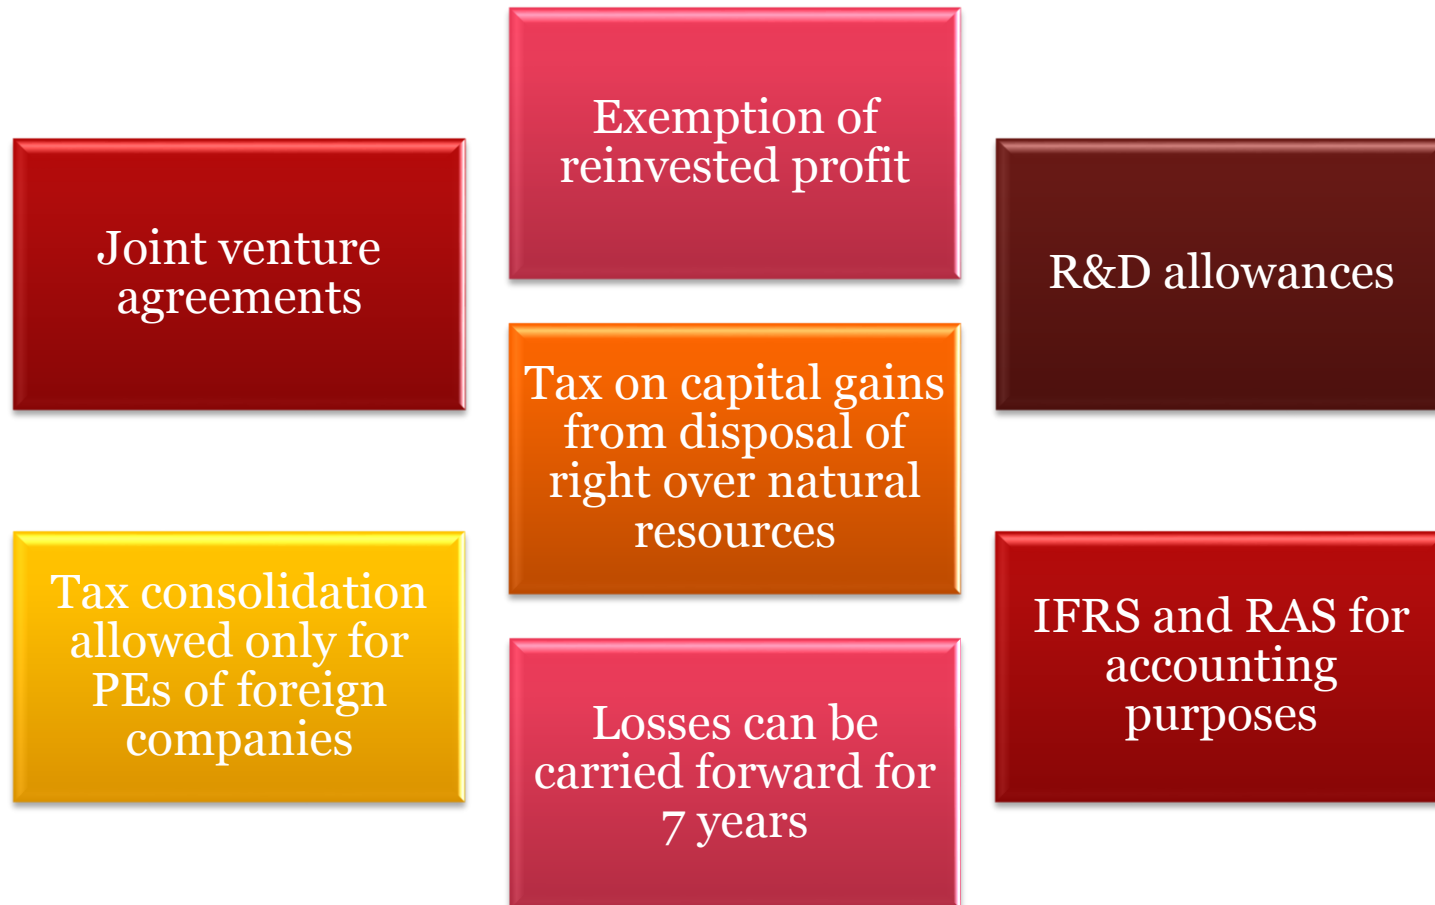 Exemption of
reinvested profit
Joint venture
agreements
R&D allowances
Tax on capital gains
from disposal of
right over natural
resources
Tax consolidation
allowed only for
PEs of foreign
companies
IFRS and RAS for
accounting
purposes
Losses can be
carried forward for
7 years